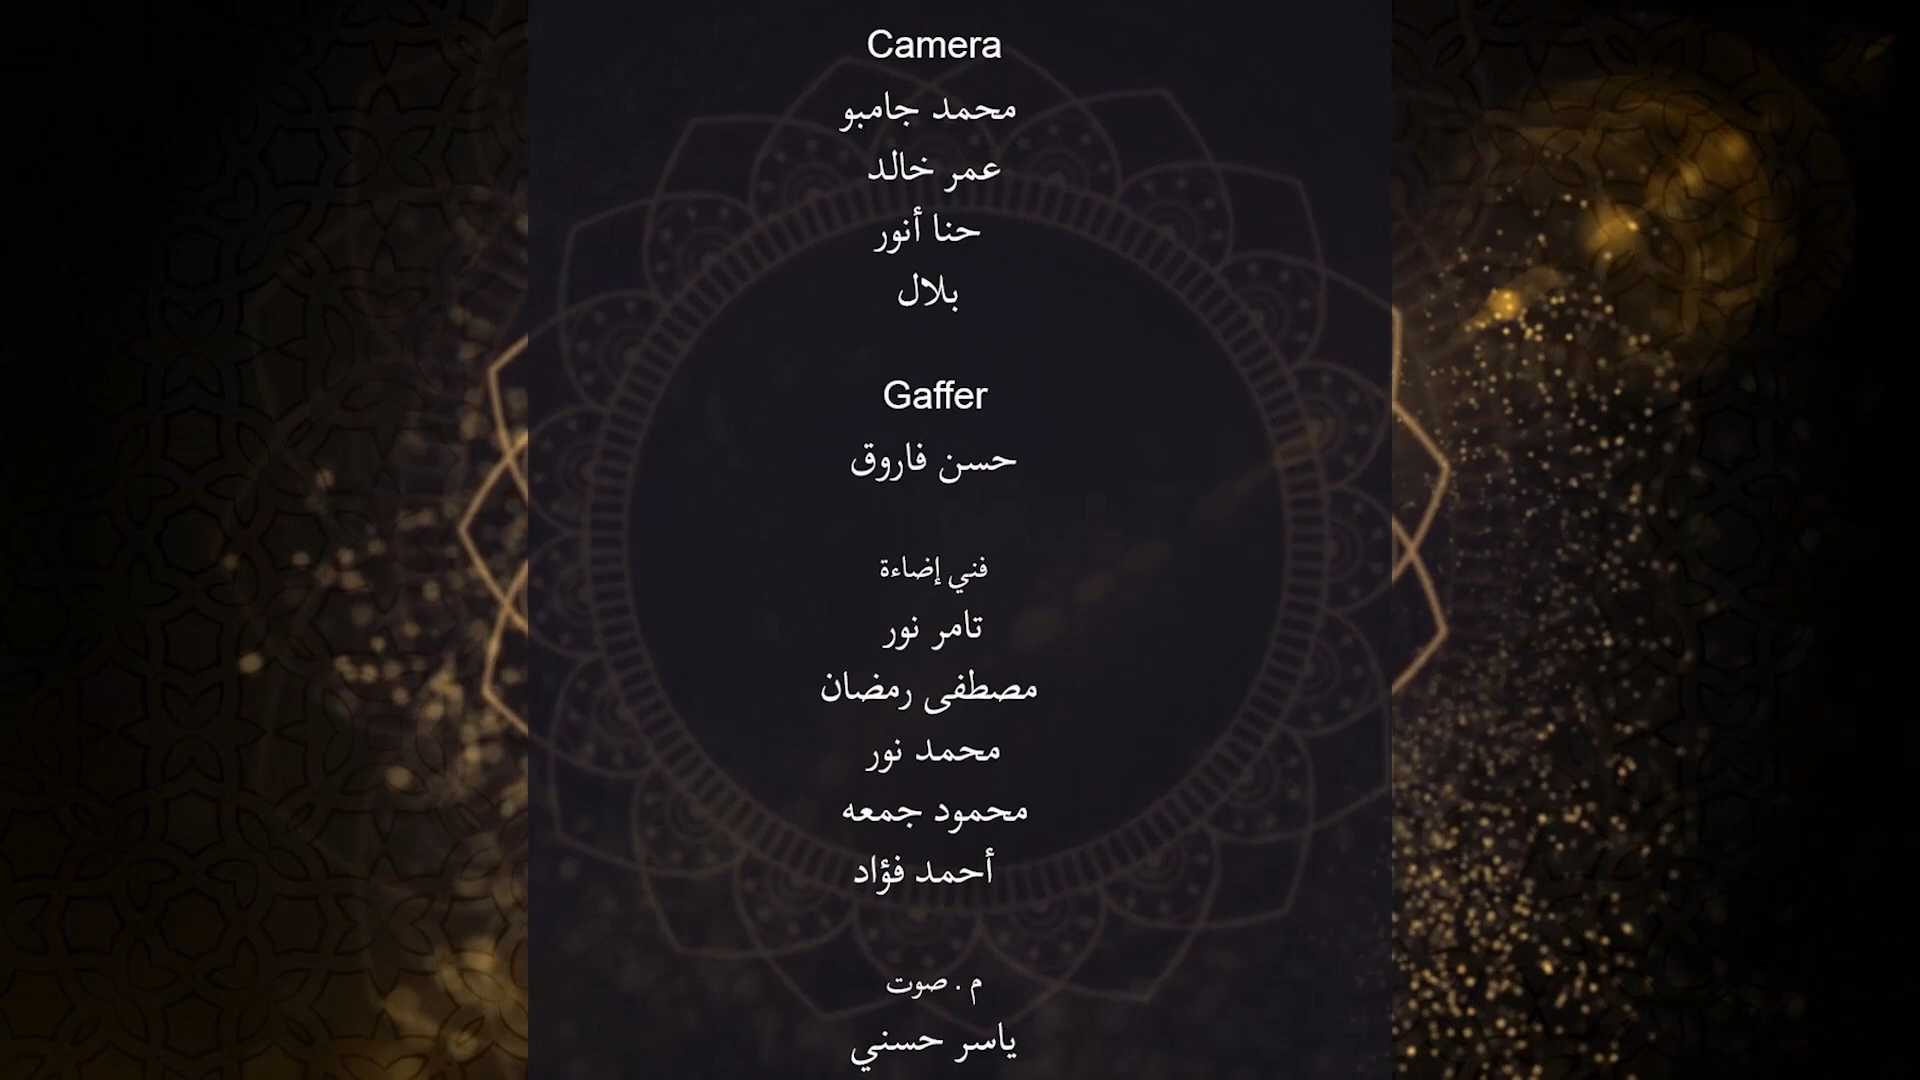 Camera
محمد جامبو
عمر خالد
حنا أنور
بلال
Gaffer
حسن فاروق
فني إضاءة
تامر نور
مصطفى رمضان
محمد نور
محمود جمعه
أحمد فؤاد
م . صوت
ياسر حسني